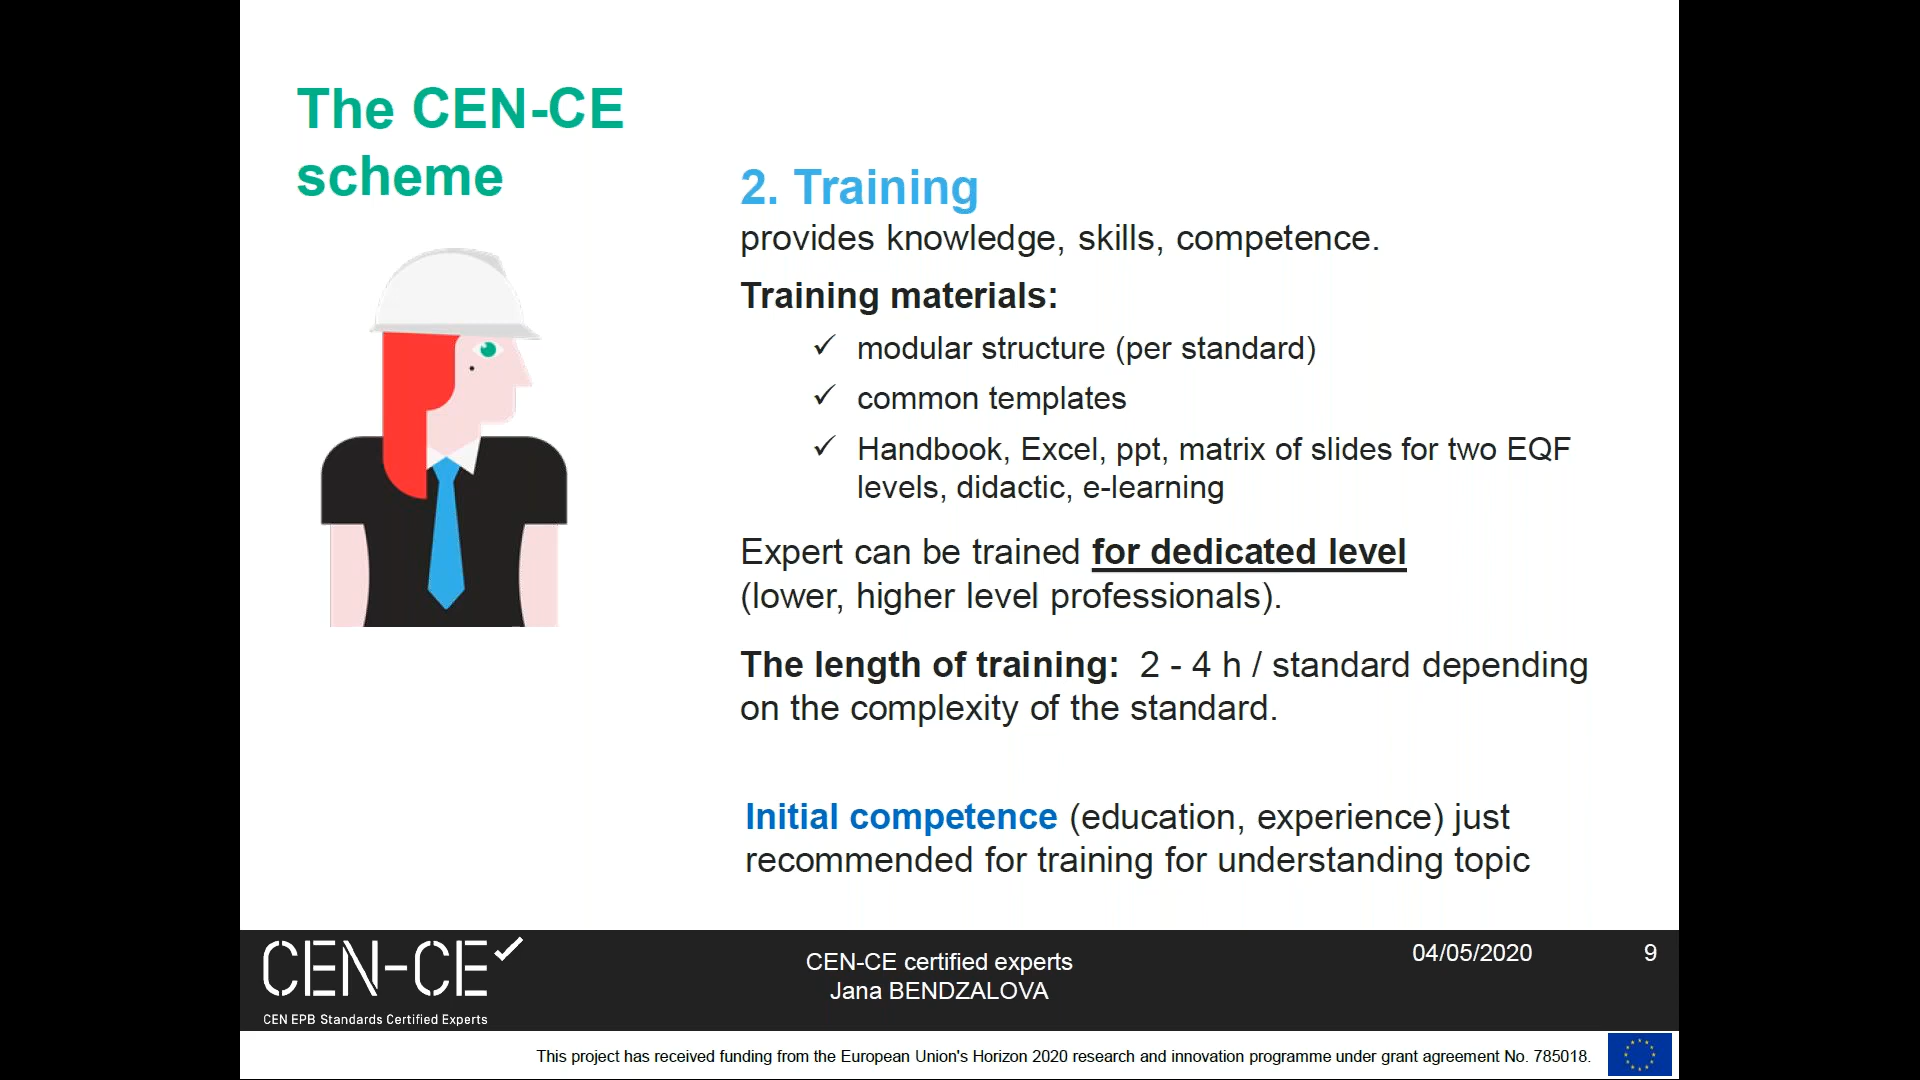 The CEN-CE
scheme
2. Training
provides knowledge, skills, competence.
Training materials:
✓ modular structure (per standard)
✓ common templates
✓ Handbook, Excel, ppt, matrix of slides for two EQF
levels, didactic, e-learning
Expert can be trained for dedicated level
(lower, higher level professionals).
The length of training: 2 - 4 h / standard depending
on the complexity of the standard.
Initial competence (education, experience) just
recommended for training for understanding topic
CEN-CE
CEN EPB Standards Certified Experts
CEN-CE certified experts
Jana BENDZALOVA
04/05/2020
9
This project has received funding from the European Union's Horizon 2020 research and innovation programme under grant agreement No. 785018.